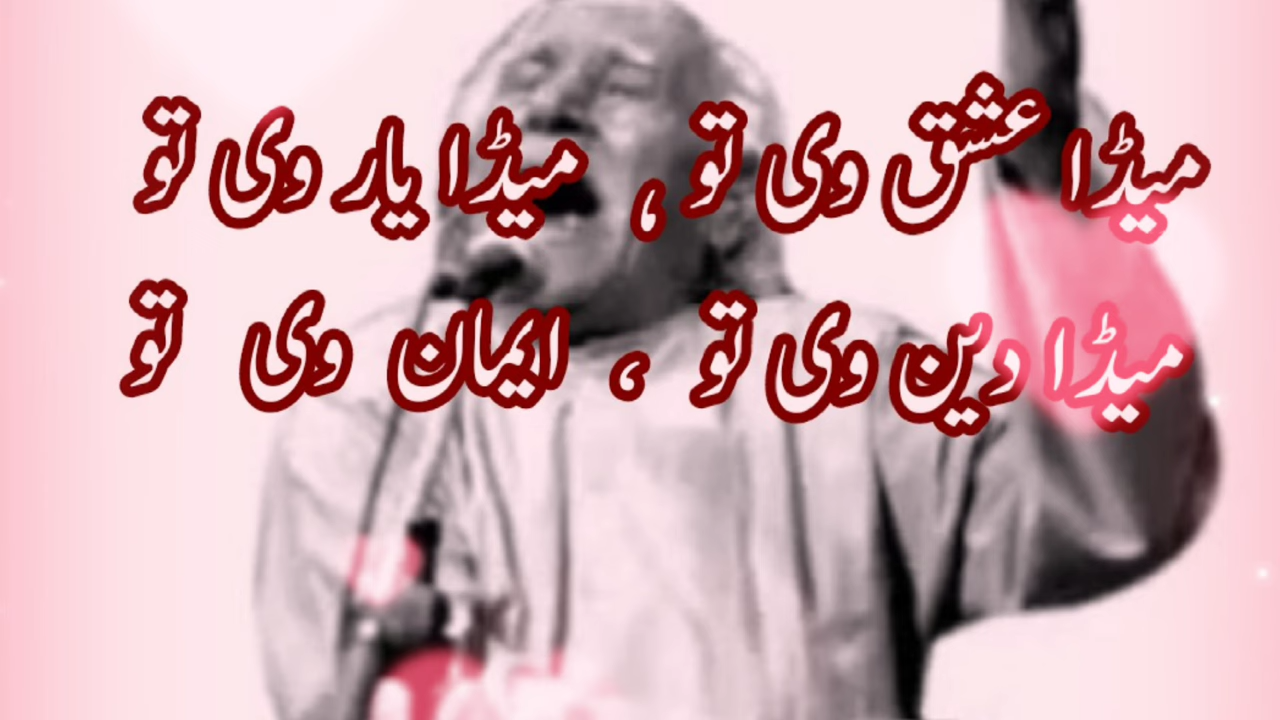 میڈا عشق وی تو , میڈا یار وی تو
میڈا دین وی تو ، ایمان وی تو